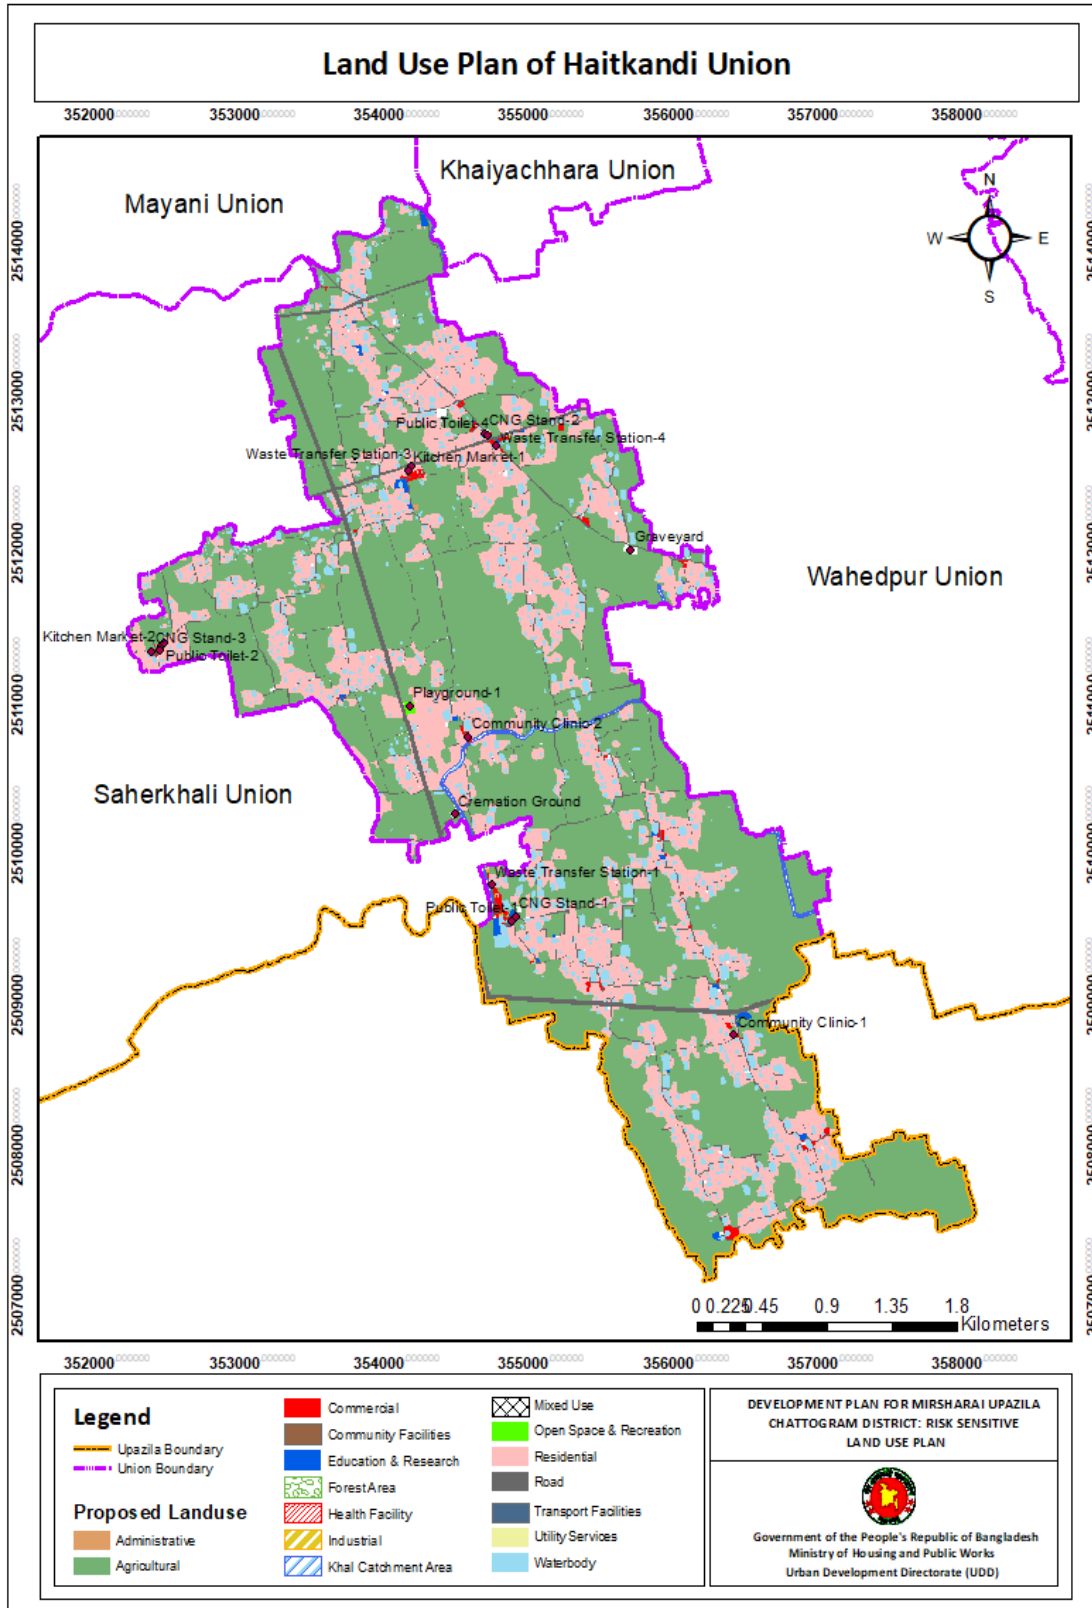 Land Use Plan of Haitkandi Union
352000 353000 354000 355000 356000 357000 358000
Khaiyachhara Union
Mayani Union
N
W E
S
2514000 2514000
2513000 2513000
Public Toilet-4 CNG Stand-2
Waste Transfer Station-4
Waste Transfer Station-3 Kitchen Market-1
2512000 2512000
Graveyard
Wahedpur Union
Kitchen Market-2 CNG Stand-3
Public Toilet-2
2511000 2511000
Playground-1
Community Clinic-2
Saherkhali Union
Cremation Ground
2510000 2510000
Waste Transfer Station-1
Public Toilet-1 CNG Stand-1
2509000 2509000
Community Clinic-1
2508000 2508000
2507000 2507000
0 0.225 0.45 0.9 1.35 1.8
Kilometers
352000 353000 354000 355000 356000 357000 358000
Legend
Upazila Boundary
Union Boundary
Proposed Landuse
Administrative
Agricultural
Commercial
Community Facilities
Education & Research
Forest Area
Health Facility
Industrial
Khal Catchment Area
Mixed Use
Open Space & Recreation
Residential
Road
Transport Facilities
Utility Services
Waterbody
DEVELOPMENT PLAN FOR MIRSHARAI UPAZILA
CHATTOGRAM DISTRICT: RISK SENSITIVE
LAND USE PLAN
Government of the People's Republic of Bangladesh
Ministry of Housing and Public Works
Urban Development Directorate (UDD)